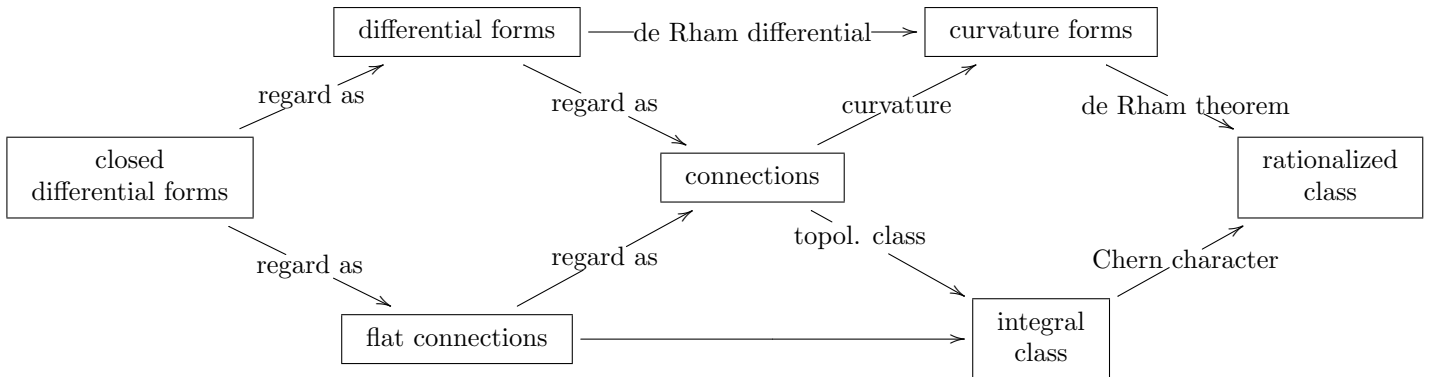 differential forms
de Rham differential
curvature forms
regard as
regard as
curvature
de Rham theorem
closed
differential forms
connections
rationalized
class
regard as
regard as
topol. class
Chern character
flat connections
integral
class